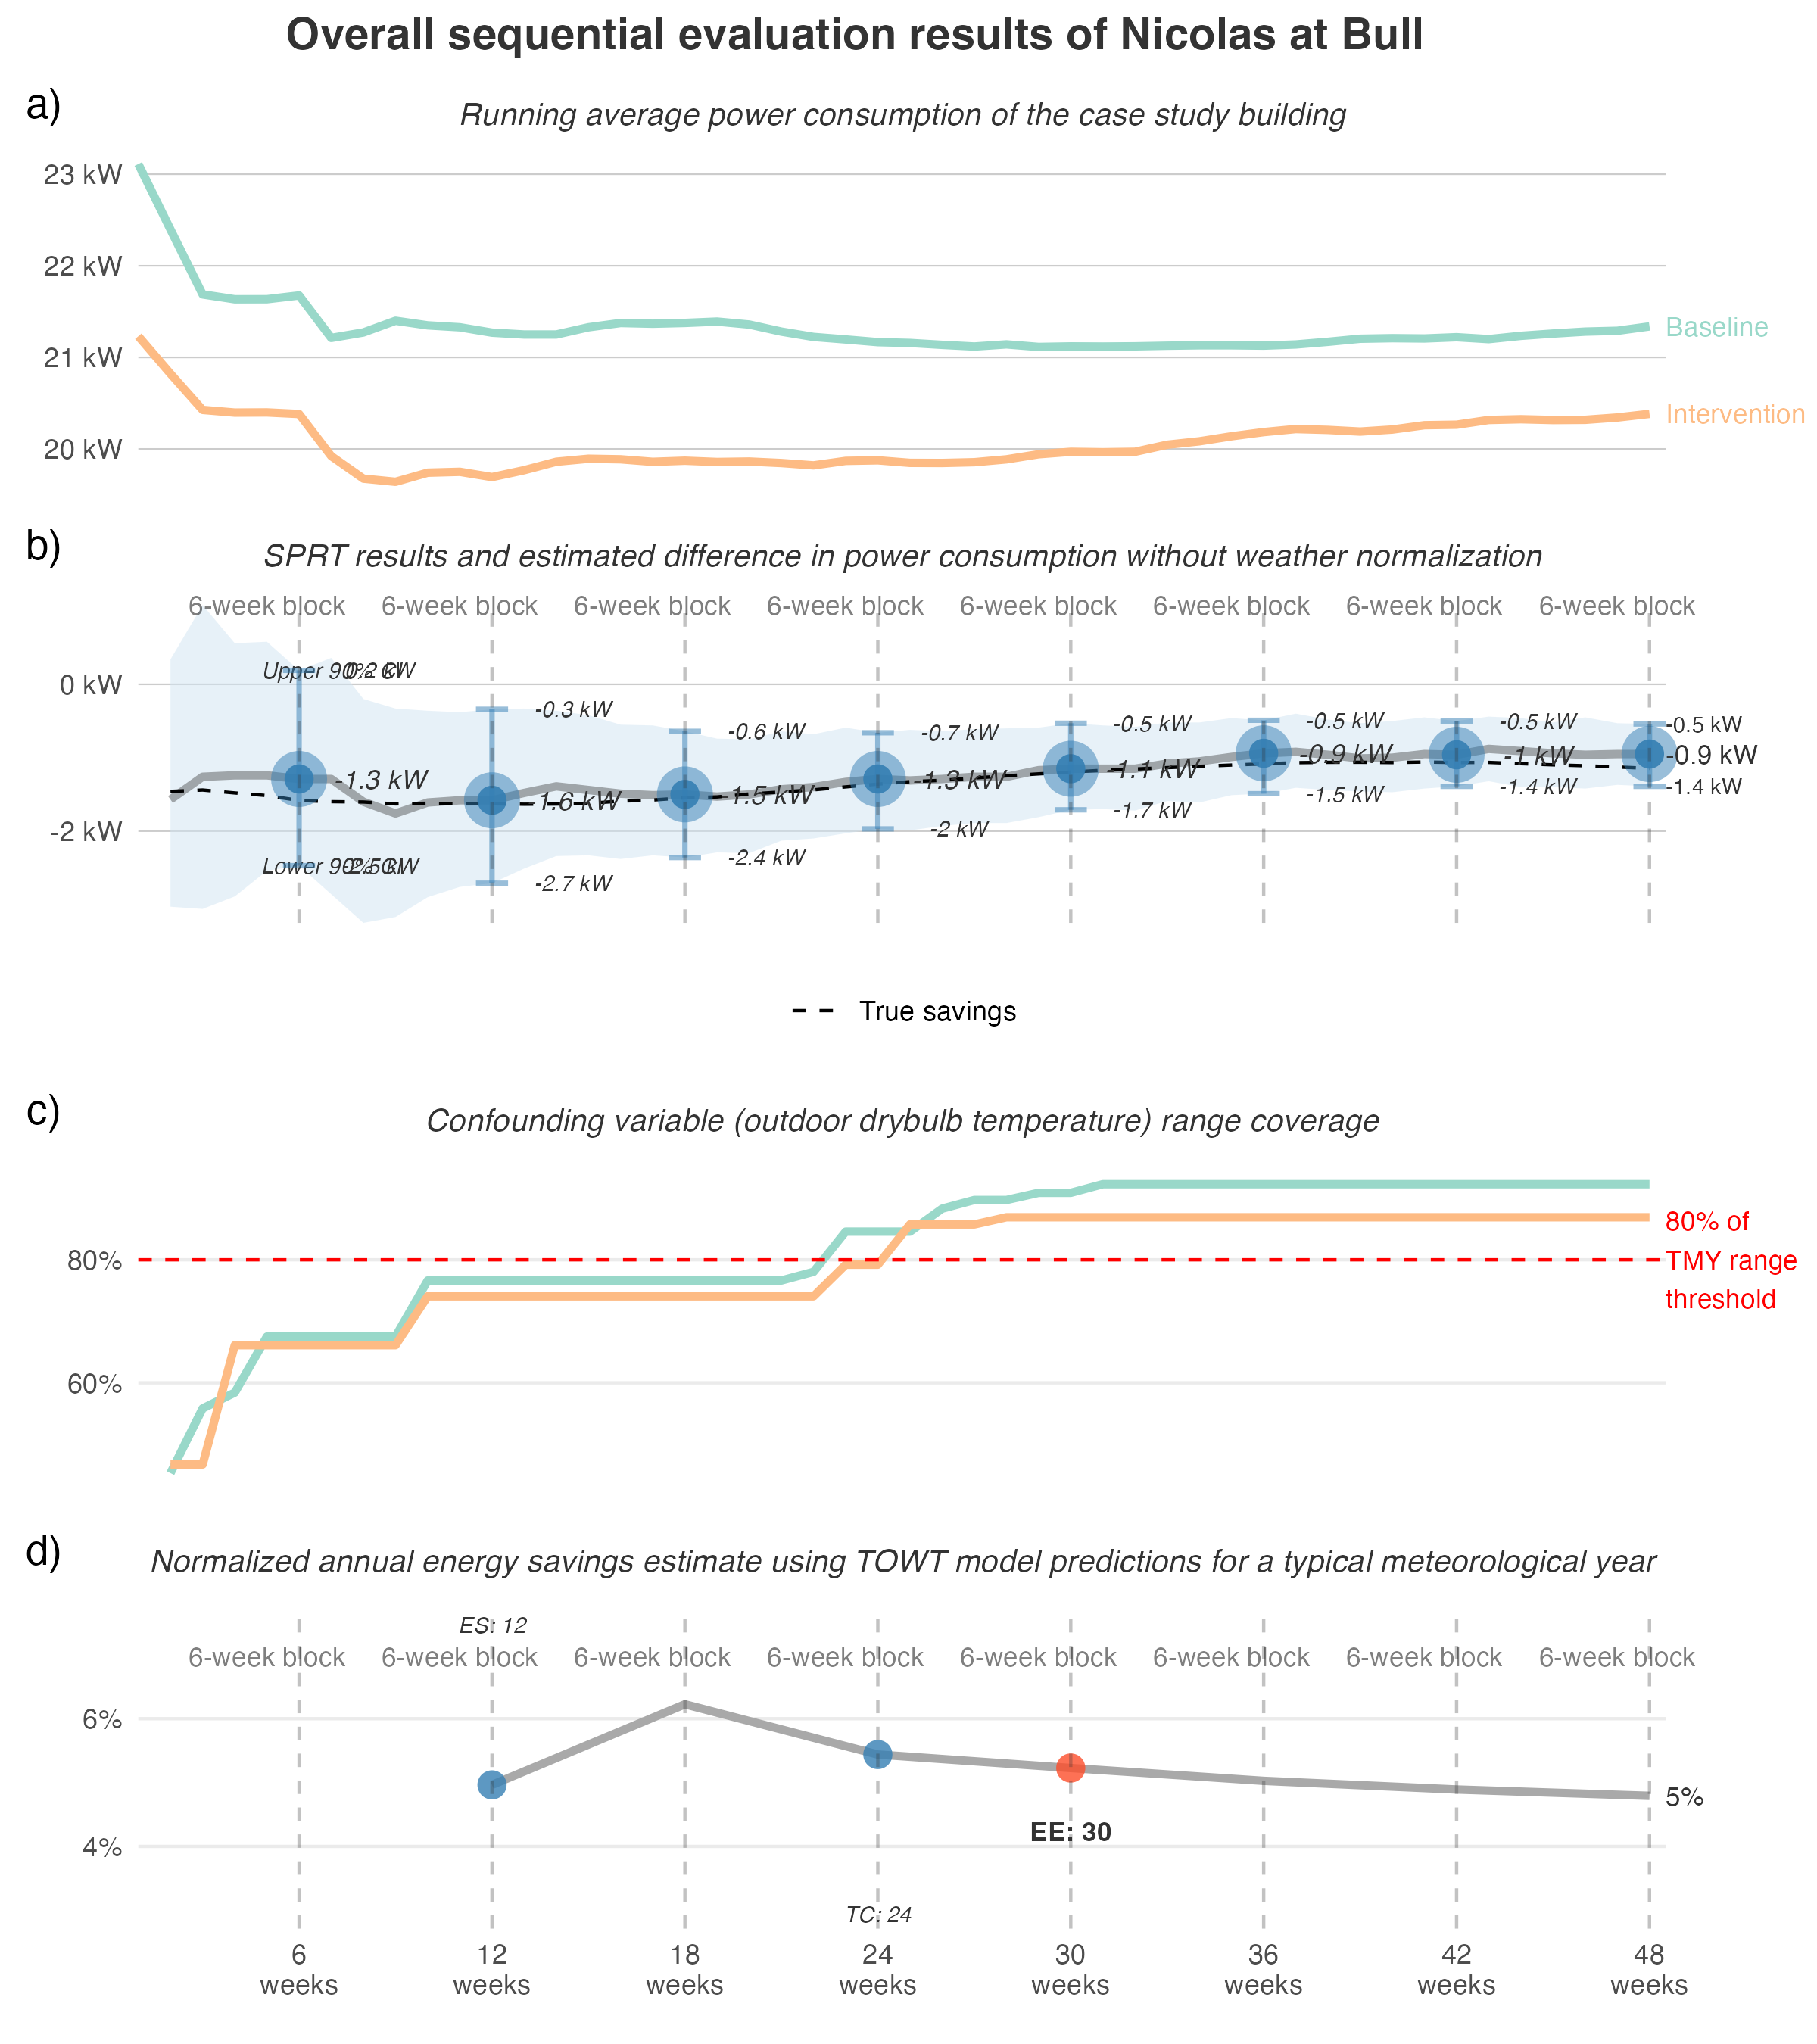 Overall sequential evaluation results of Nicolas at Bull
a)
Running average power consumption of the case study building
23 kW
22 kW
21 kW
20 kW
Baseline
Intervention
b)
SPRT results and estimated difference in power consumption without weather normalization
6-week block 6-week block 6-week block 6-week block 6-week block 6-week block 6-week block 6-week block
0 kW
-2 kW
Upper 90% CI 0.2 kW
-1.3 kW
Lower 90% CI -2.5 kW
-0.3 kW
-1.6 kW
-2.7 kW
-0.6 kW
-1.5 kW
-2.4 kW
-0.7 kW
-1.3 kW
-2 kW
-0.5 kW
-1.1 kW
-1.7 kW
-0.5 kW
-0.9 kW
-1.5 kW
-0.5 kW
-1 kW
-1.4 kW
-0.5 kW
-0.9 kW
-1.4 kW
True savings
c)
Confounding variable (outdoor drybulb temperature) range coverage
80%
60%
80% of
TMY range
threshold
d)
Normalized annual energy savings estimate using TOWT model predictions for a typical meteorological year
ES: 12
6-week block 6-week block 6-week block 6-week block 6-week block 6-week block 6-week block 6-week block
6%
4%
5%
EE: 30
TC: 24
6 12 18 24 30 36 42 48
weeks weeks weeks weeks weeks weeks weeks weeks